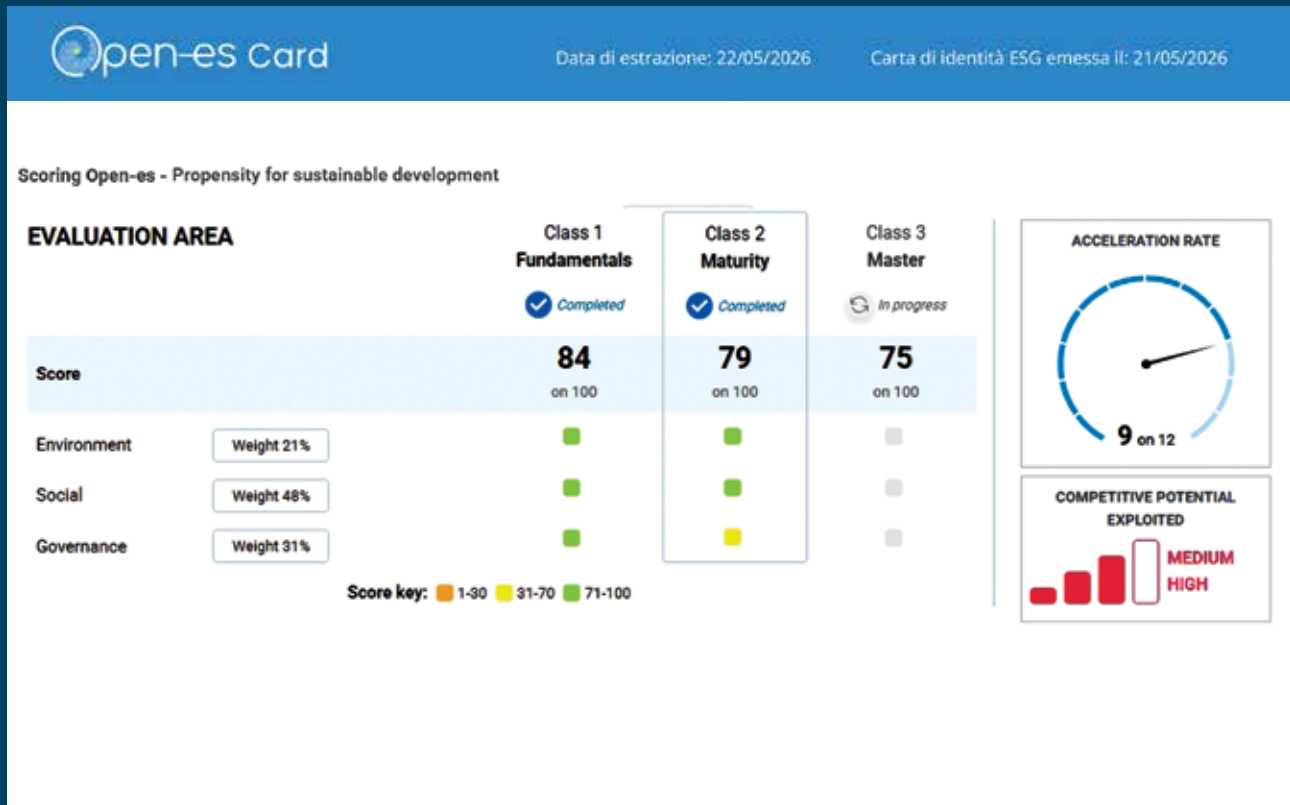 Open-es Card
Data di estrazione: 22/05/2026
Carta di identità ESG emessa il: 21/05/2026
Scoring Open-es - Propensity for sustainable development
EVALUATION AREA
Class 1
Fundamentals
Completed
Class 2
Maturity
Completed
Class 3
Master
In progress
Score
84
on 100
79
on 100
75
on 100
Environment
Weight 21%
Social
Weight 48%
Governance
Weight 31%
Score key: 1-30 31-70 71-100
ACCELERATION RATE
9 on 12
COMPETITIVE POTENTIAL
EXPLOITED
MEDIUM
HIGH